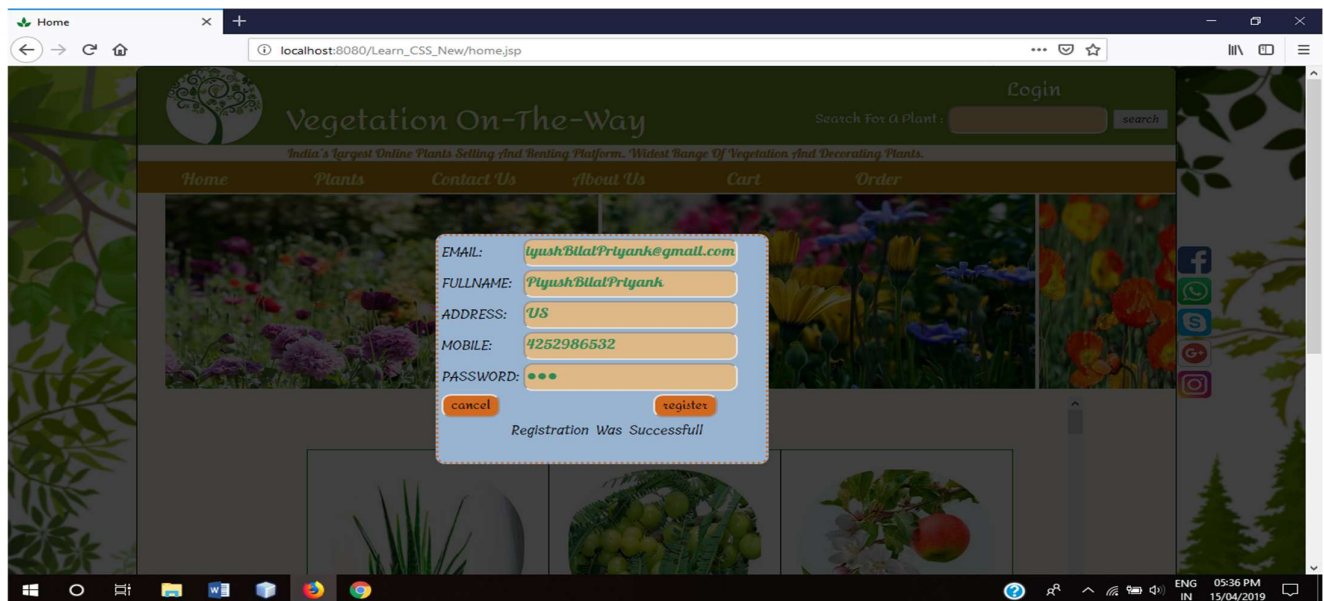 Home
localhost:8080/Learn_CSS_New/home.jsp
Login
Vegetation On-The-Way
Search For A Plant :
search
India's Largest Online Plants Selling And Renting Platform. Widest Range Of Vegetation And Decorating Plants.
Home Plants Contact Us About Us Cart Order
EMAIL: iyushBilalPriyank@gmail.com
FULLNAME: PiyushBilalPriyank
ADDRESS: US
MOBILE: 4252986532
PASSWORD: ●●●
cancel register
Registration Was Successfull
ENG 05:36 PM
IN 15/04/2019